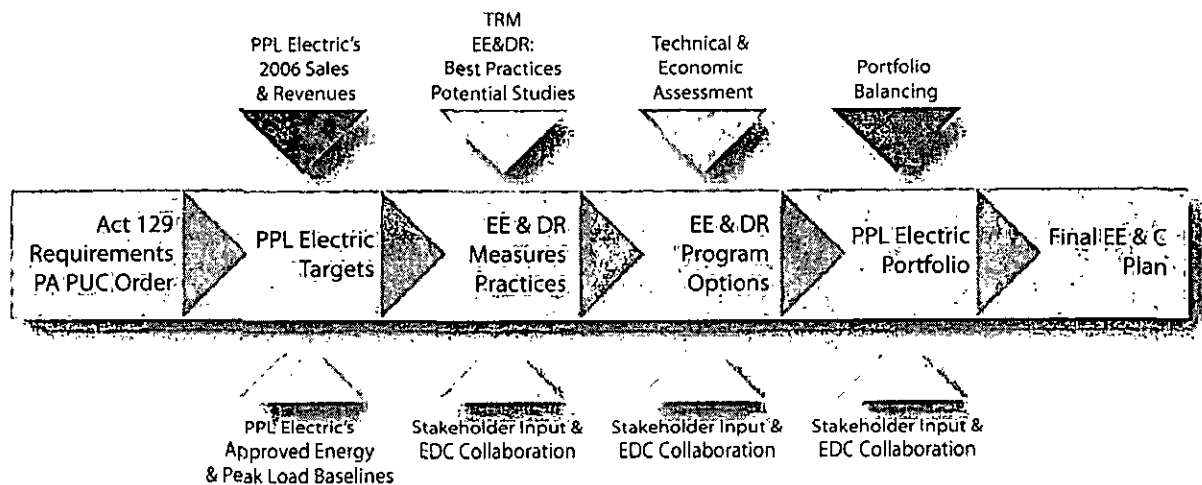 PPL Electric's
2006 Sales
& Revenues
TRM
EE&DR:
Best Practices
Potential Studies
Technical &
Economic
Assessment
Portfolio
Balancing
Act 129
Requirements
PA PUC Order
PPL Electric
Targets
EE & DR
Measures
Practices
EE & DR
Program
Options
PPL Electric
Portfolio
Final EE & C
Plan
PPL Electric's
Approved Energy
& Peak Load Baselines
Stakeholder Input &
EDC Collaboration
Stakeholder Input &
EDC Collaboration
Stakeholder Input &
EDC Collaboration